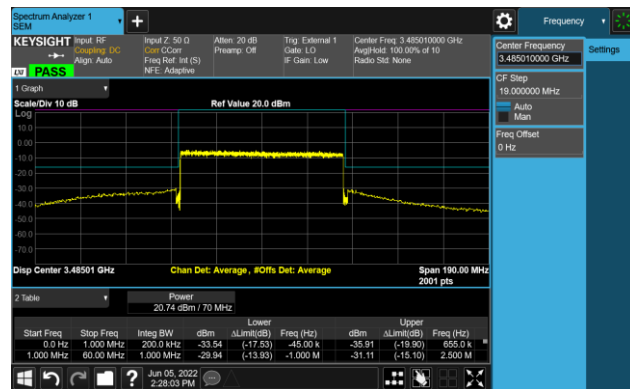 Spectrum Analyzer 1
SEM
Frequency
KEYSIGHT
Input: RF
Coupling: DC
Align: Auto
Input Z: 50 Ω
Corr CCorr
Freq Ref: Int (S)
NFE: Adaptive
Atten: 20 dB
Preamp: Off
Trig: External 1
Gate: LO
IF Gain: Low
Center Freq: 3.485010000 GHz
Avg|Hold: 100.00% of 10
Radio Std: None
LXI PASS
Center Frequency
3.485010000 GHz
Settings
CF Step
19.000000 MHz
Auto
Man
Freq Offset
0 Hz
1 Graph
Scale/Div 10 dB
Ref Value 20.0 dBm
Log
10.0
0.00
-10.0
-20.0
-30.0
-40.0
-50.0
-60.0
-70.0
Disp Center 3.48501 GHz
Chan Det: Average , #Offs Det: Average
Span 190.00 MHz
2001 pts
2 Table
Power
20.74 dBm / 70 MHz
Lower
Upper
Start Freq Stop Freq Integ BW dBm ΔLimit(dB) Freq (Hz) dBm ΔLimit(dB) Freq (Hz)
0.0 Hz 1.000 MHz 200.0 kHz -33.54 (-17.53) -45.00 k -35.91 (-19.90) 655.0 k
1.000 MHz 60.00 MHz 1.000 MHz -29.94 (-13.93) -1.000 M -31.11 (-15.10) 2.500 M
?
Jun 05, 2022
2:28:03 PM